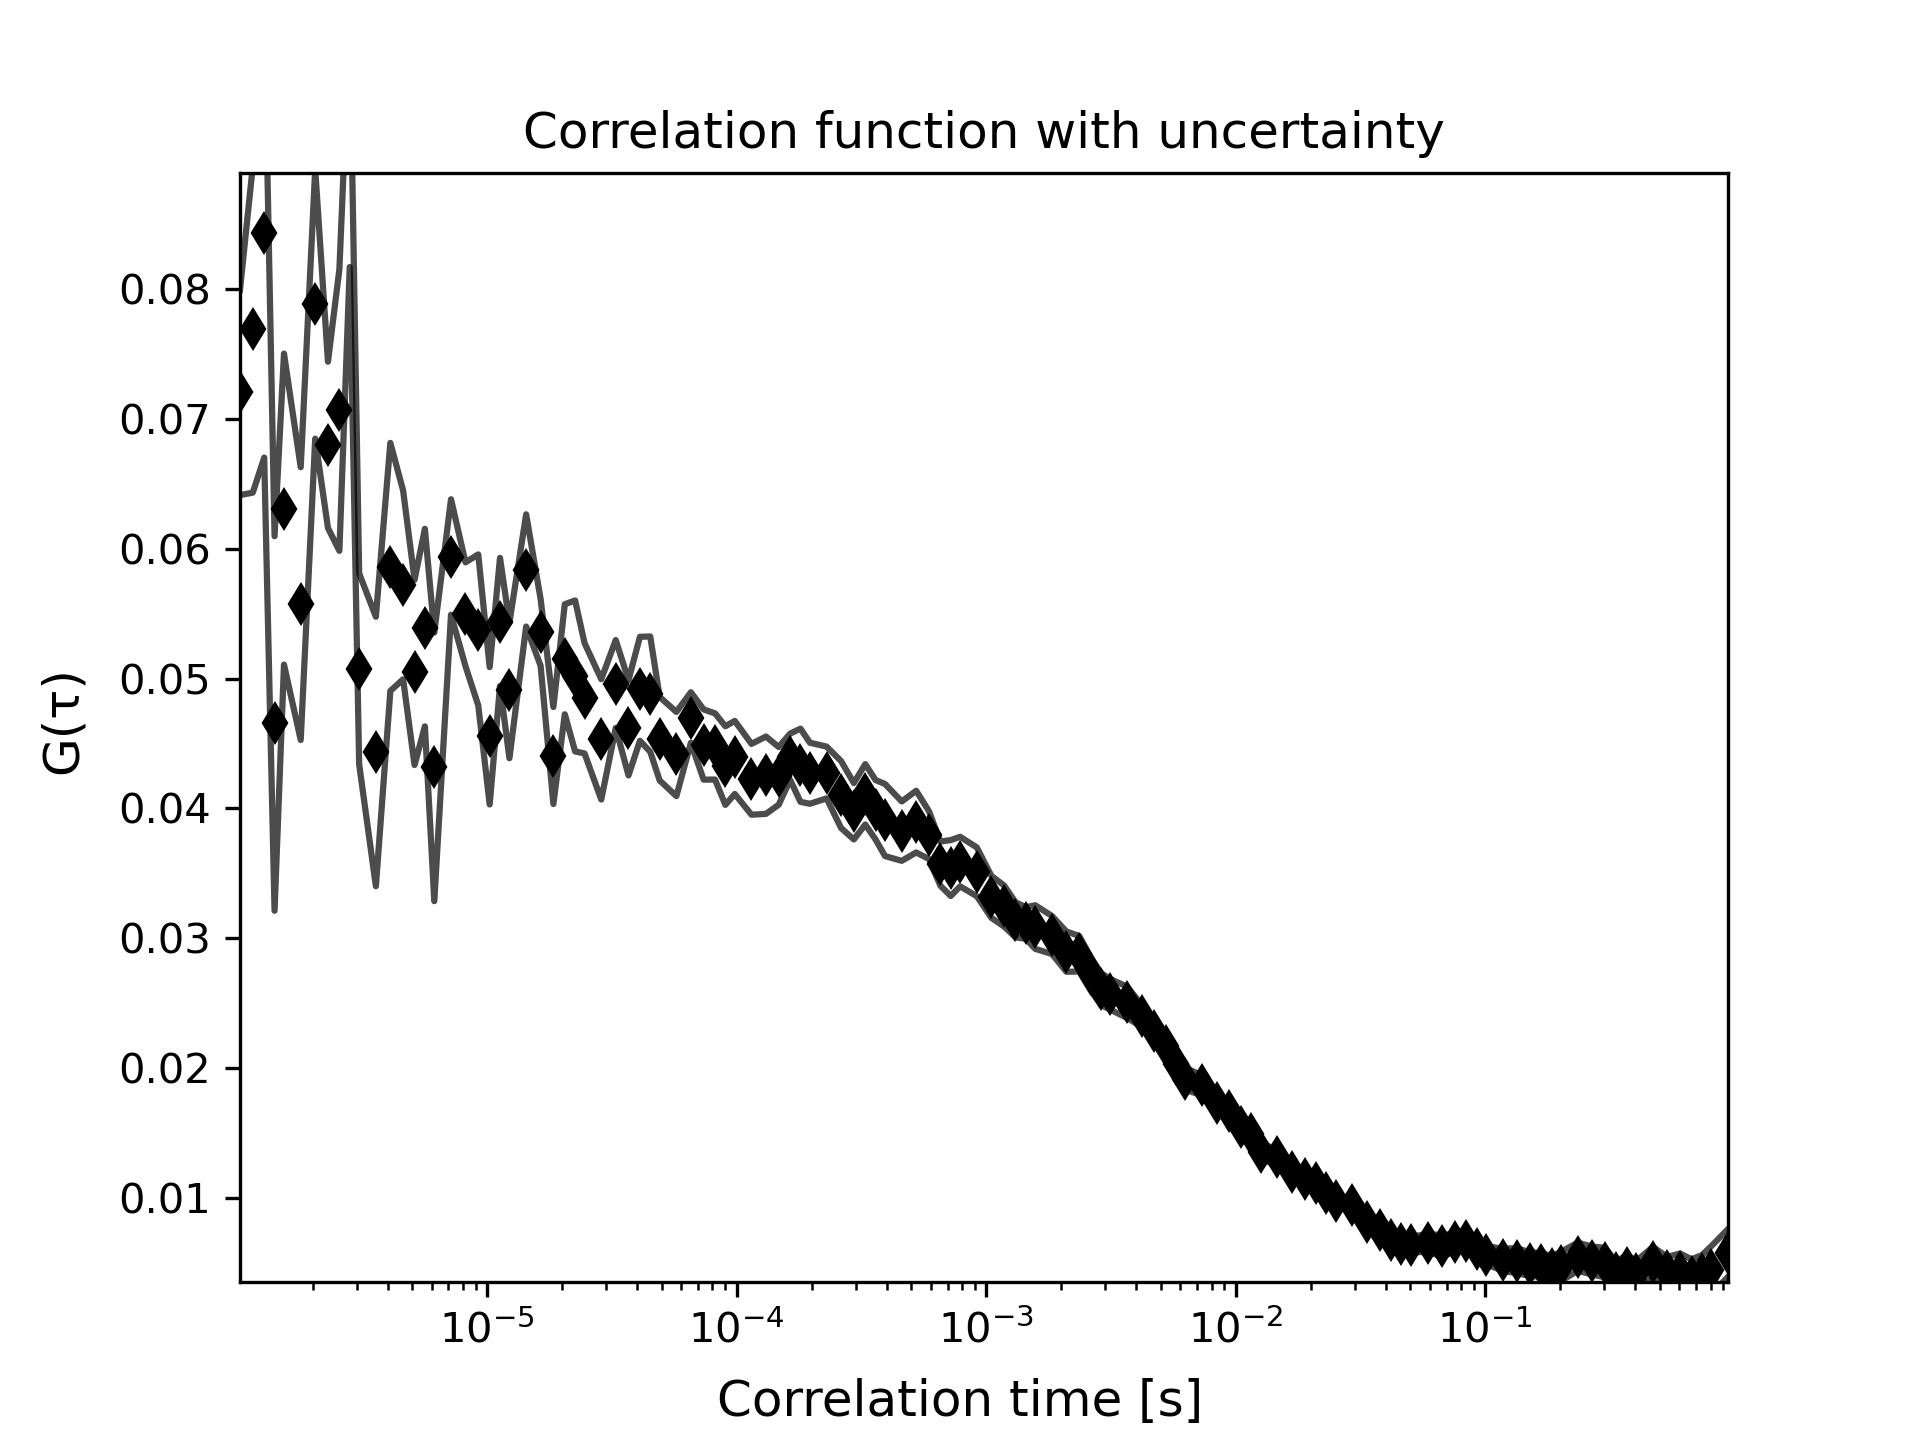 Correlation function with uncertainty
G(τ)
0.08
0.07
0.06
0.05
0.04
0.03
0.02
0.01
10⁻⁵ 10⁻⁴ 10⁻³ 10⁻² 10⁻¹
Correlation time [s]